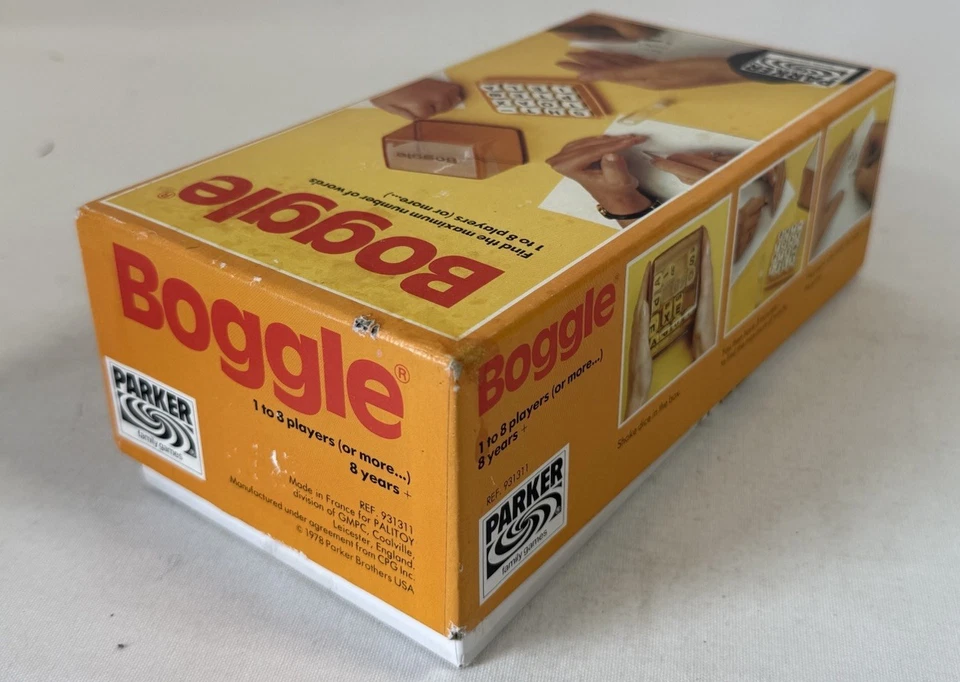 PARKER
Boggle
Find the maximum number of words
1 to 8 players (or more...)
Boggle®
Boggle®
1 to 3 players (or more...)
8 years +
PARKER
family games
REF. 931311
Made in France for PALITOY
division of GMPC, Coalville,
Leicester, England.
Manufactured under agreement from CPG Inc.
© 1978 Parker Brothers USA
Boggle
1 to 8 players (or more...)
8 years +
REF. 931311
PARKER
family games
Shake dice in the box